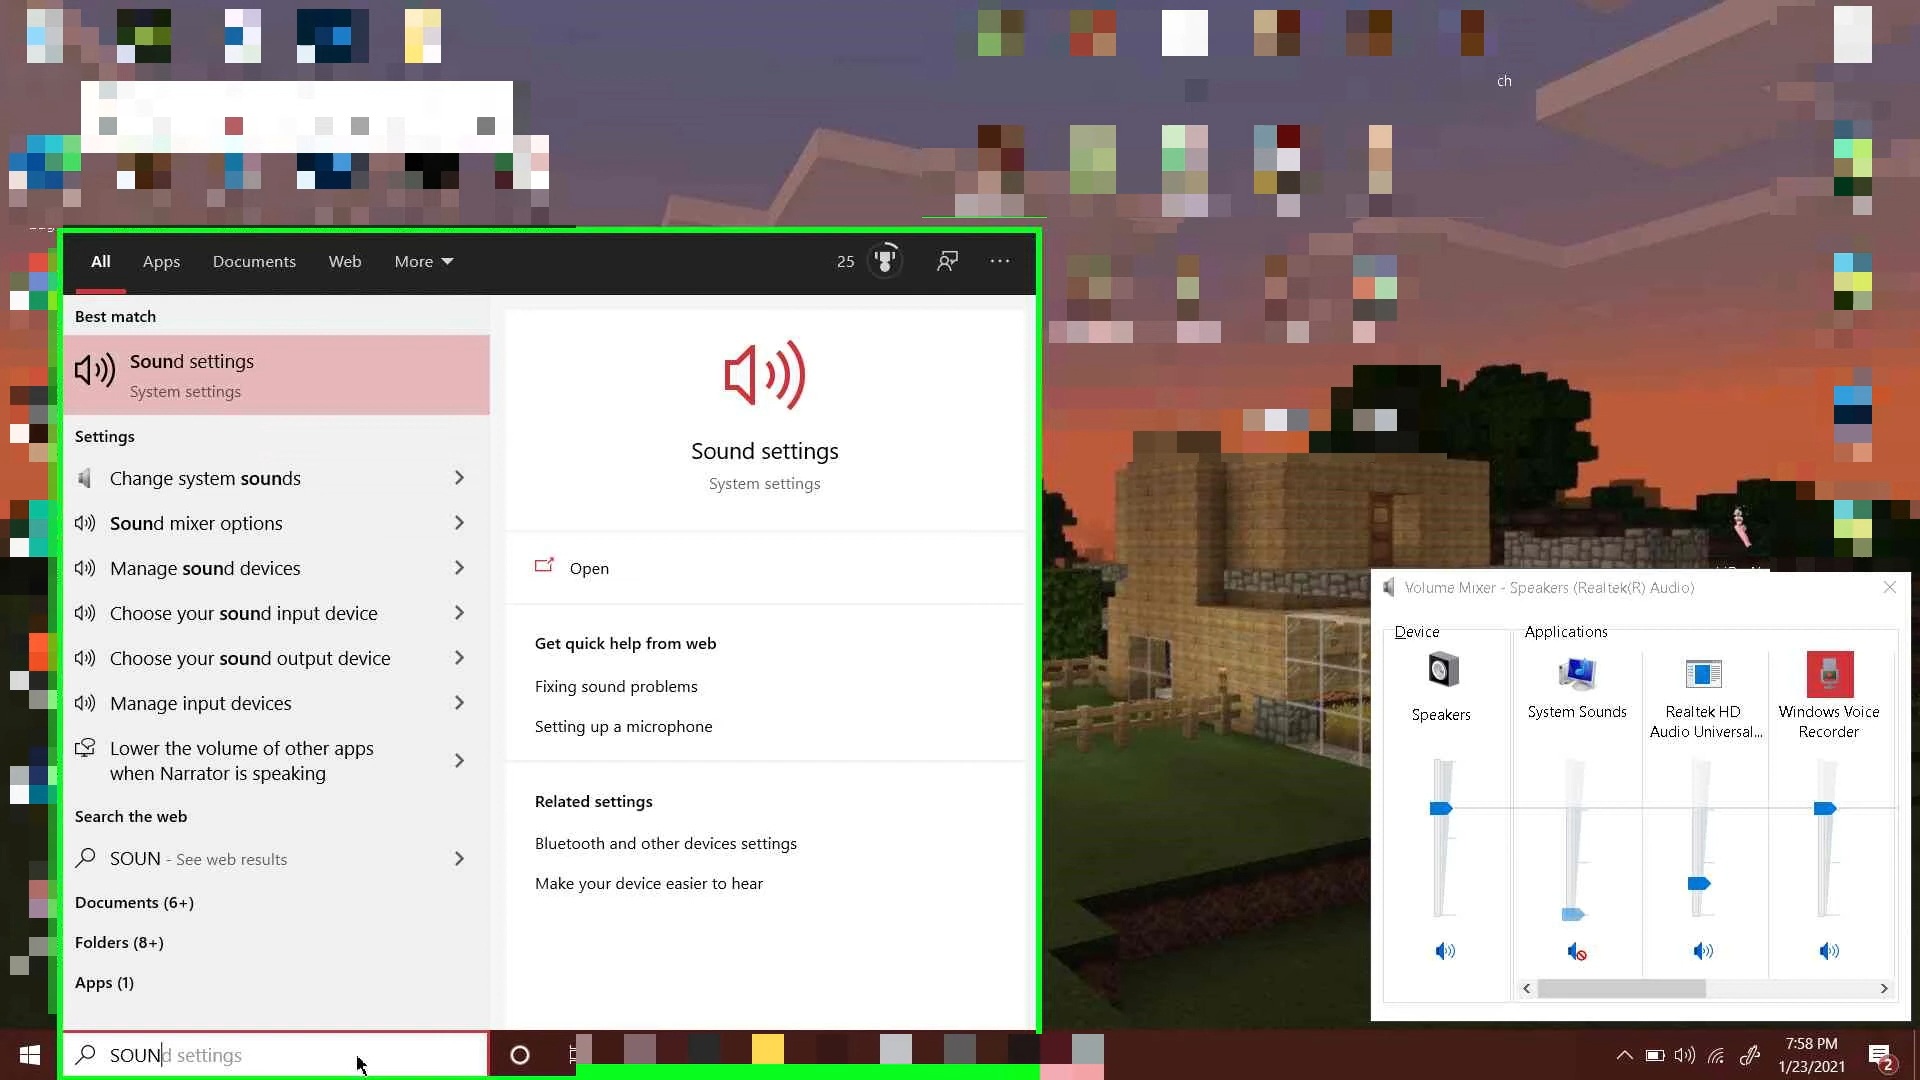 ch
All Apps Documents Web More 25
Best match
Sound settings
System settings
Settings
Change system sounds
Sound mixer options
Manage sound devices
Choose your sound input device
Choose your sound output device
Manage input devices
Lower the volume of other apps
when Narrator is speaking
Search the web
SOUN - See web results
Documents (6+)
Folders (8+)
Apps (1)
SOUNd settings
Sound settings
System settings
Open
Get quick help from web
Fixing sound problems
Setting up a microphone
Related settings
Bluetooth and other devices settings
Make your device easier to hear
Volume Mixer - Speakers (Realtek(R) Audio)
Device Applications
Speakers
System Sounds
Realtek HD
Audio Universal...
Windows Voice
Recorder
7:58 PM
1/23/2021
2